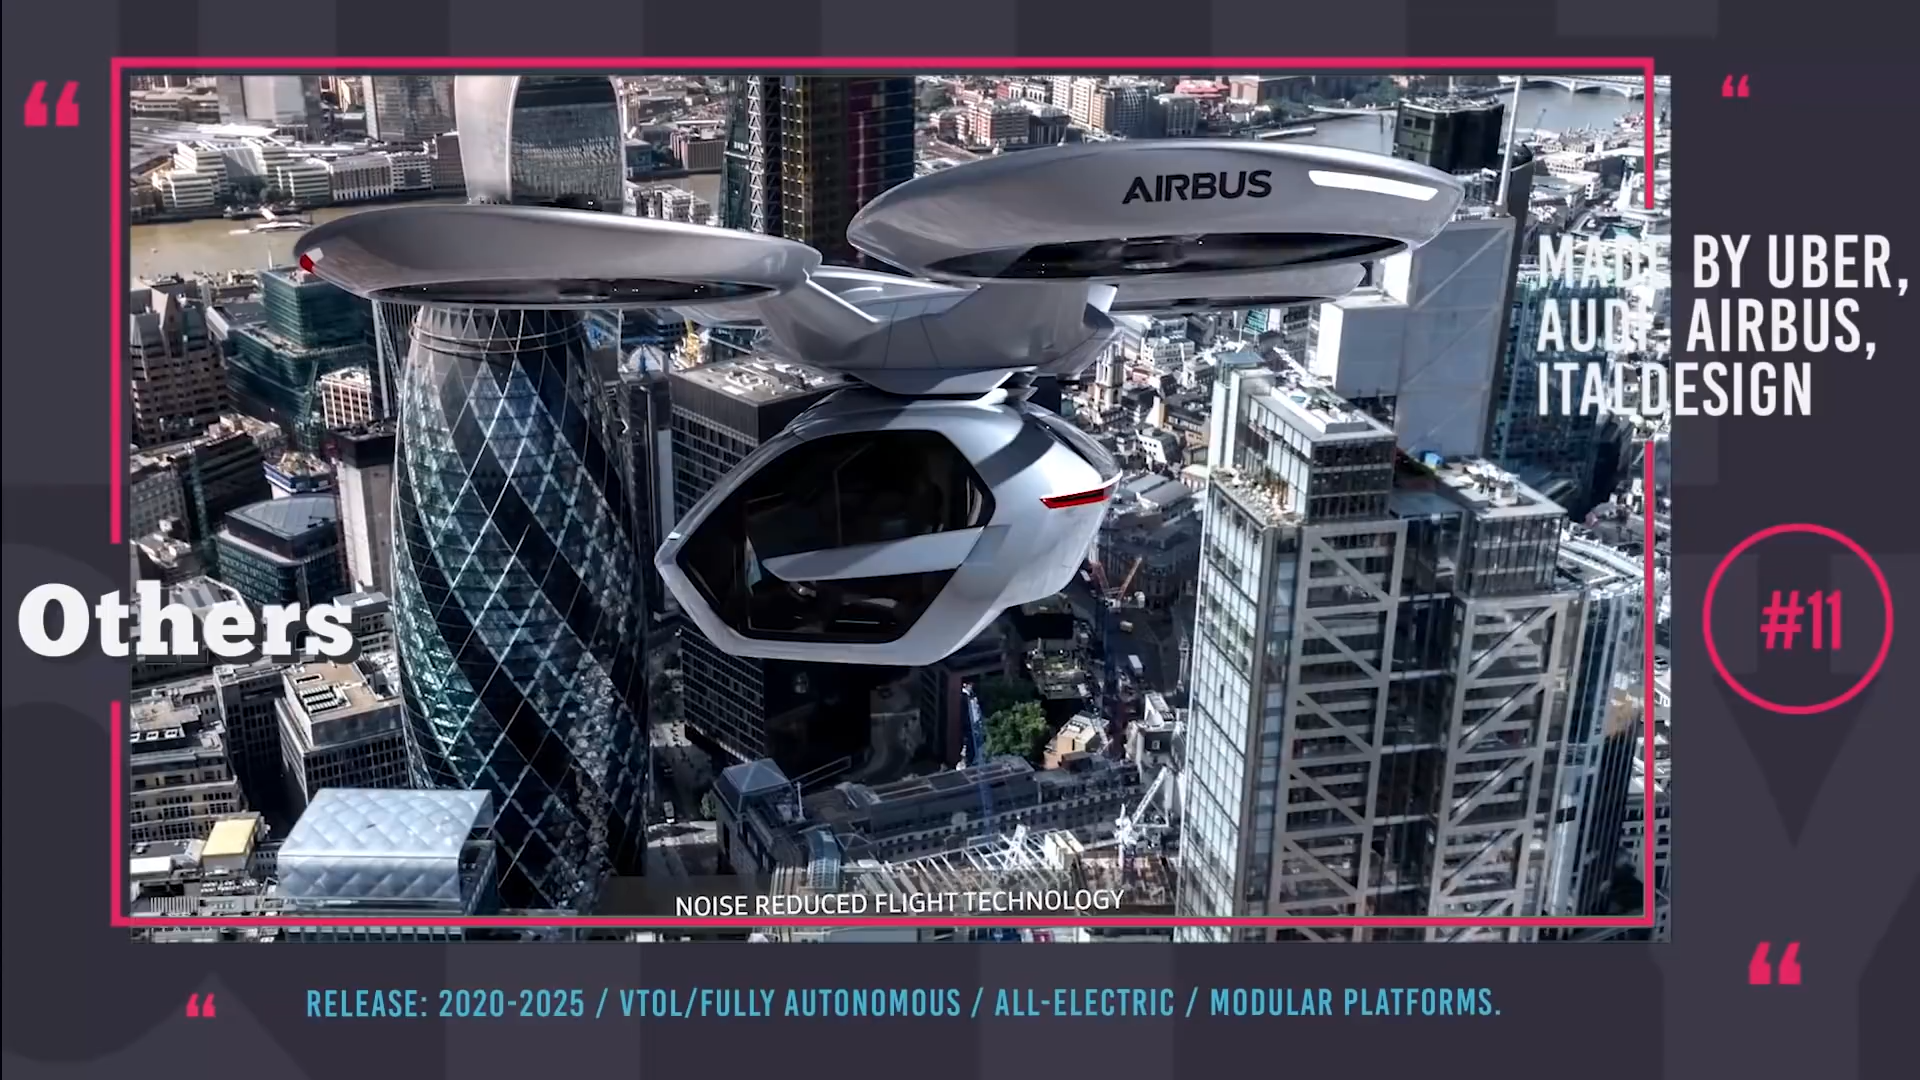 AIRBUS
MADE BY UBER,
AUDI, AIRBUS,
ITALDESIGN
Others
#11
NOISE REDUCED FLIGHT TECHNOLOGY
RELEASE: 2020-2025 / VTOL/FULLY AUTONOMOUS / ALL-ELECTRIC / MODULAR PLATFORMS.